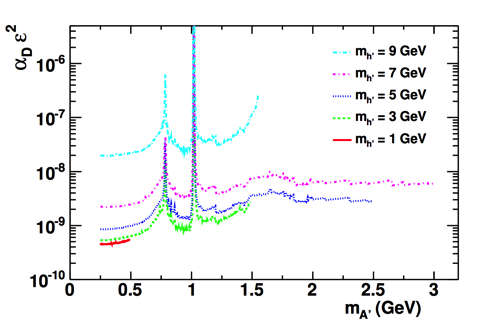 α_D ε²
10⁻⁶
10⁻⁷
10⁻⁸
10⁻⁹
10⁻¹⁰
m_h' = 9 GeV
m_h' = 7 GeV
m_h' = 5 GeV
m_h' = 3 GeV
m_h' = 1 GeV
0 0.5 1 1.5 2 2.5 3
m_A' (GeV)